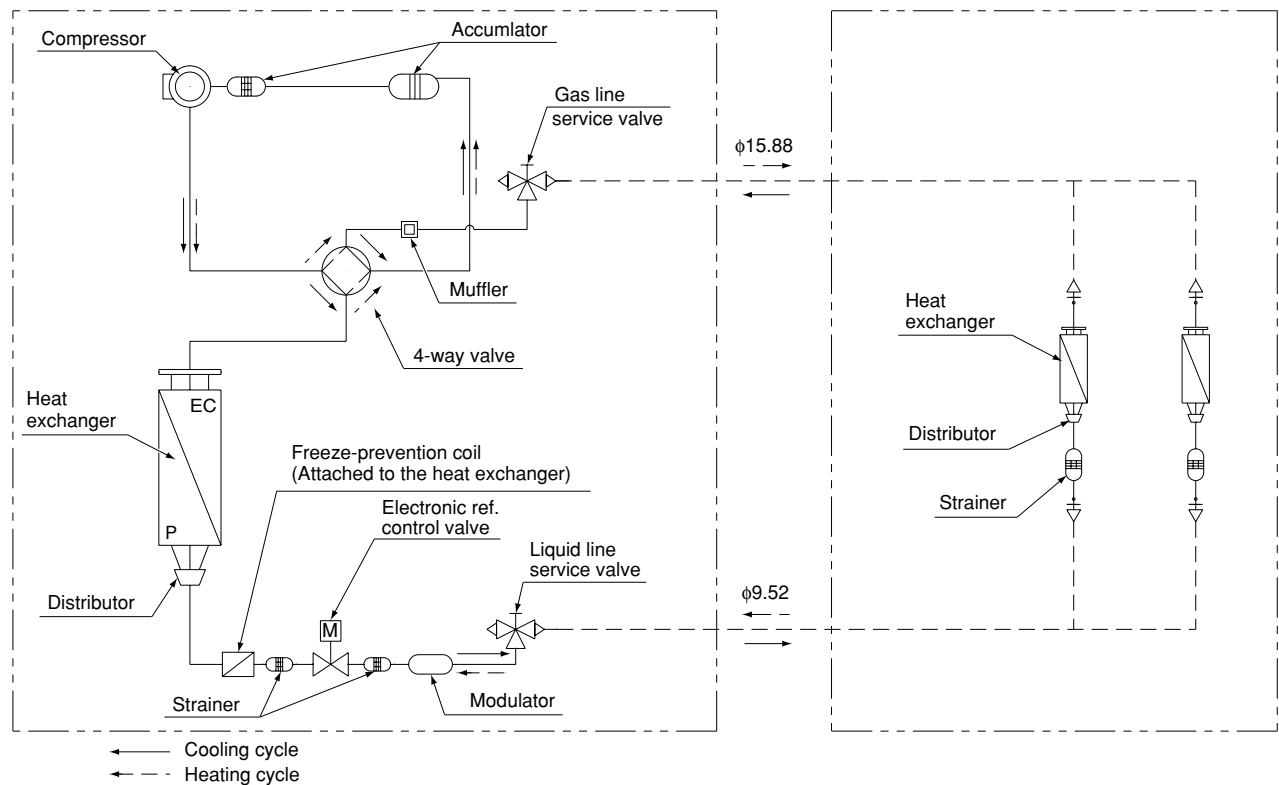 Compressor
Accumlator
Gas line
service valve
φ15.88
Muffler
4-way valve
Heat
exchanger
EC
P
Distributor
Freeze-prevention coil
(Attached to the heat exchanger)
Electronic ref.
control valve
M
Liquid line
service valve
φ9.52
Strainer
Modulator
Heat
exchanger
Distributor
Strainer
Cooling cycle
Heating cycle